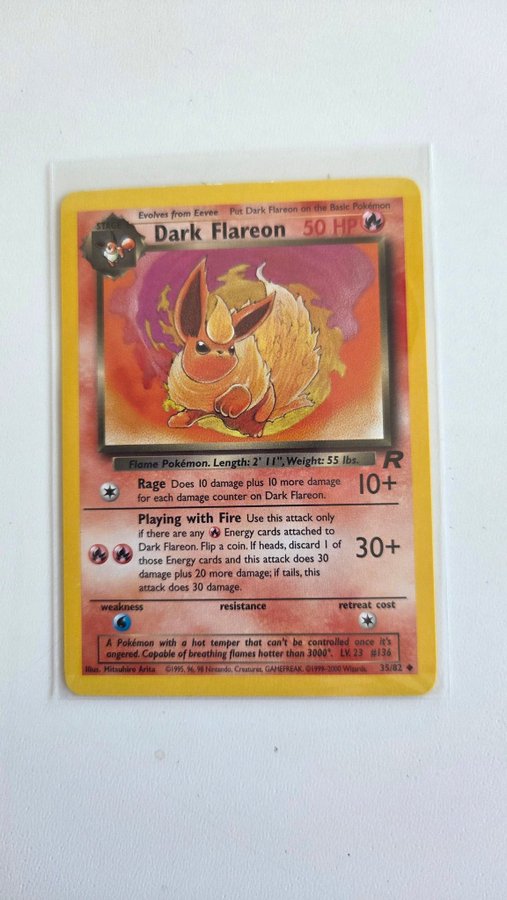 Evolves from Eevee Put Dark Flareon on the Basic Pokémon
STAGE 1
Dark Flareon 50 HP
Flame Pokémon. Length: 2' 11", Weight: 55 lbs.
R
Rage Does 10 damage plus 10 more damage
for each damage counter on Dark Flareon.
10+
Playing with Fire Use this attack only
if there are any Energy cards attached to
Dark Flareon. Flip a coin. If heads, discard 1 of
those Energy cards and this attack does 30
damage plus 20 more damage; if tails, this
attack does 30 damage.
30+
weakness resistance retreat cost
A Pokémon with a hot temper that can't be controlled once it's
angered. Capable of breathing flames hotter than 3000°. LV. 23 #136
Illus. Mitsuhiro Arita ©1995, 96, 98 Nintendo, Creatures, GAMEFREAK. ©1999-2000 Wizards. 35/82